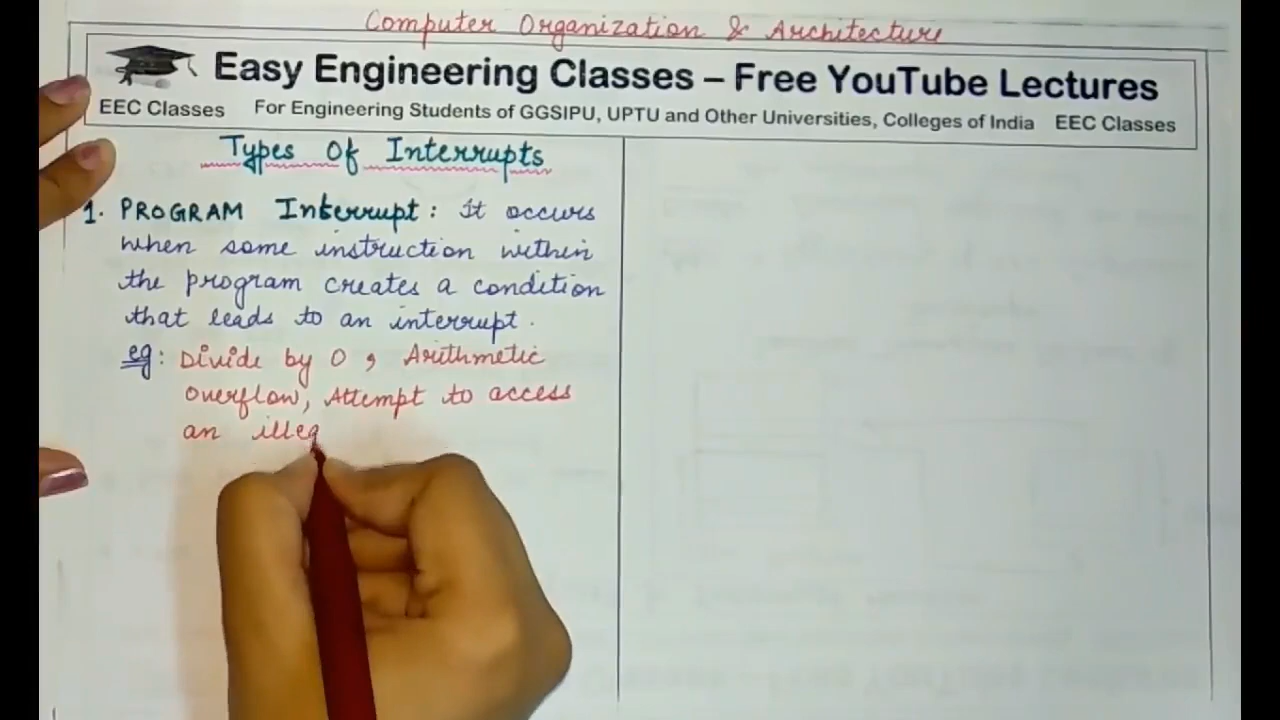 Computer Organization & Architecture
Easy Engineering Classes – Free YouTube Lectures
EEC Classes For Engineering Students of GGSIPU, UPTU and Other Universities, Colleges of India EEC Classes
Types Of Interrupts
1. PROGRAM Interrupt: It occurs
when some instruction within
the program creates a condition
that leads to an interrupt.
eg: Divide by 0, Arithmetic
Overflow, Attempt to access
an illeg